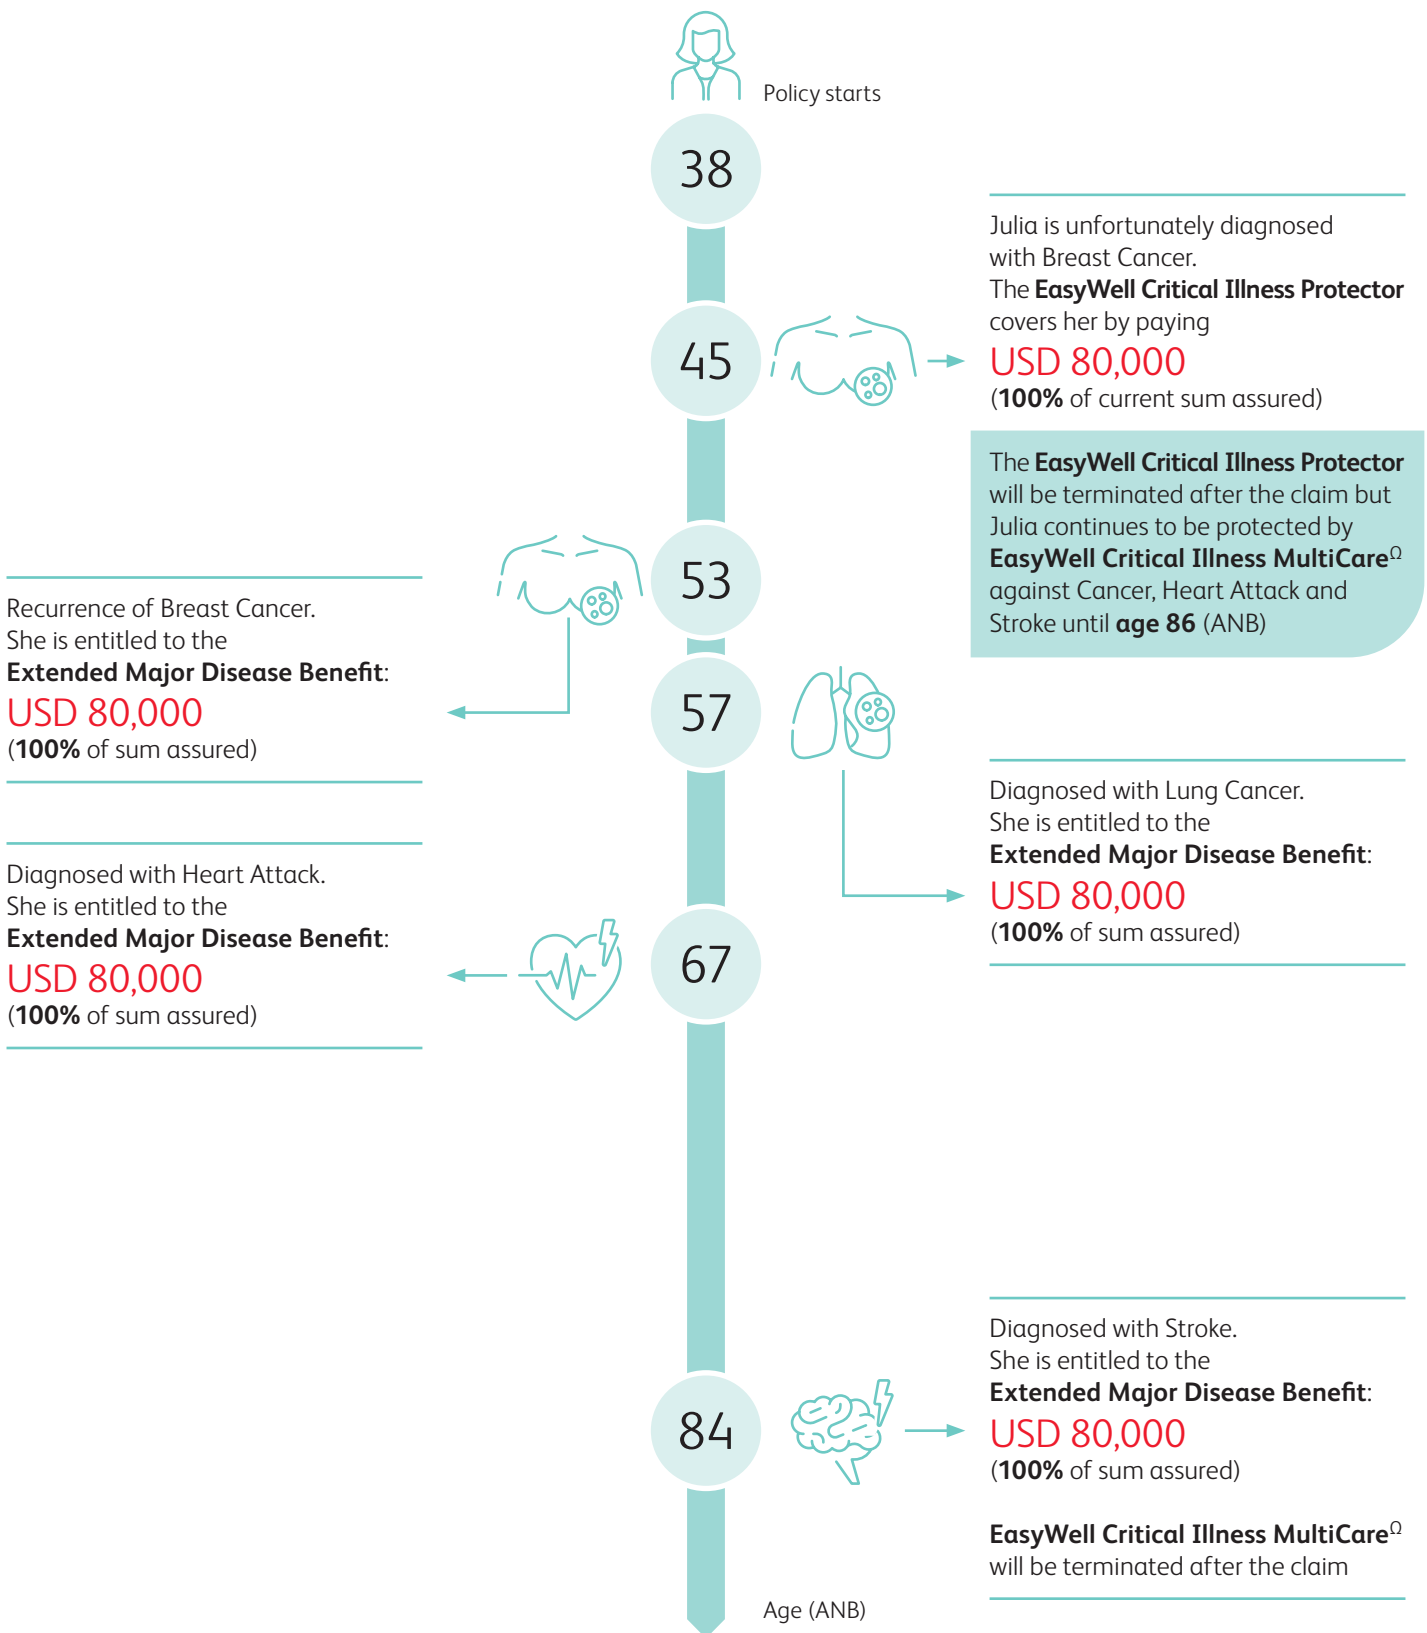 Policy starts
38
45
Julia is unfortunately diagnosed
with Breast Cancer.
The EasyWell Critical Illness Protector
covers her by paying
USD 80,000
(100% of current sum assured)
The EasyWell Critical Illness Protector
will be terminated after the claim but
Julia continues to be protected by
EasyWell Critical Illness MultiCareΩ
against Cancer, Heart Attack and
Stroke until age 86 (ANB)
53
Recurrence of Breast Cancer.
She is entitled to the
Extended Major Disease Benefit:
USD 80,000
(100% of sum assured)
57
Diagnosed with Lung Cancer.
She is entitled to the
Extended Major Disease Benefit:
USD 80,000
(100% of sum assured)
67
Diagnosed with Heart Attack.
She is entitled to the
Extended Major Disease Benefit:
USD 80,000
(100% of sum assured)
84
Diagnosed with Stroke.
She is entitled to the
Extended Major Disease Benefit:
USD 80,000
(100% of sum assured)
EasyWell Critical Illness MultiCareΩ
will be terminated after the claim
Age (ANB)